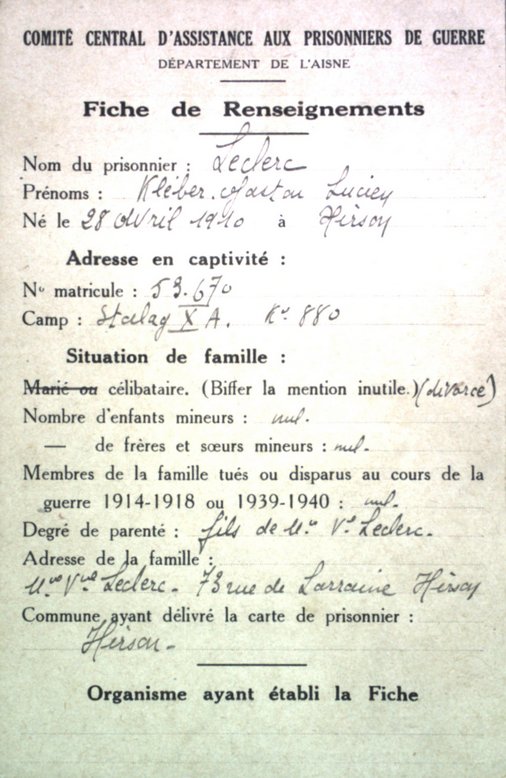 COMITÉ CENTRAL D'ASSISTANCE AUX PRISONNIERS DE GUERRE
DÉPARTEMENT DE L'AISNE
Fiche de Renseignements
Nom du prisonnier : Leclerc
Prénoms : Kléber Gaston Lucien
Né le 28 Avril 1910 à Hirson
Adresse en captivité :
N° matricule : 53.670
Camp : Stalag X A. Ko 880
Situation de famille :
Marié ou célibataire. (Biffer la mention inutile.) (divorcé)
Nombre d'enfants mineurs : nul.
— de frères et sœurs mineurs : nul.
Membres de la famille tués ou disparus au cours de la
guerre 1914-1918 ou 1939-1940 : nul.
Degré de parenté : fils de Me Ve Leclerc.
Adresse de la famille :
Me Vve Leclerc. 73 rue de Lorraine Hirson
Commune ayant délivré la carte de prisonnier :
Hirson.
Organisme ayant établi la Fiche